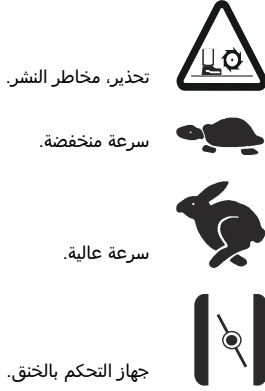 تحذير، مخاطر النشر.
سرعة منخفضة.
سرعة عالية.
جهاز التحكم بالخنق.